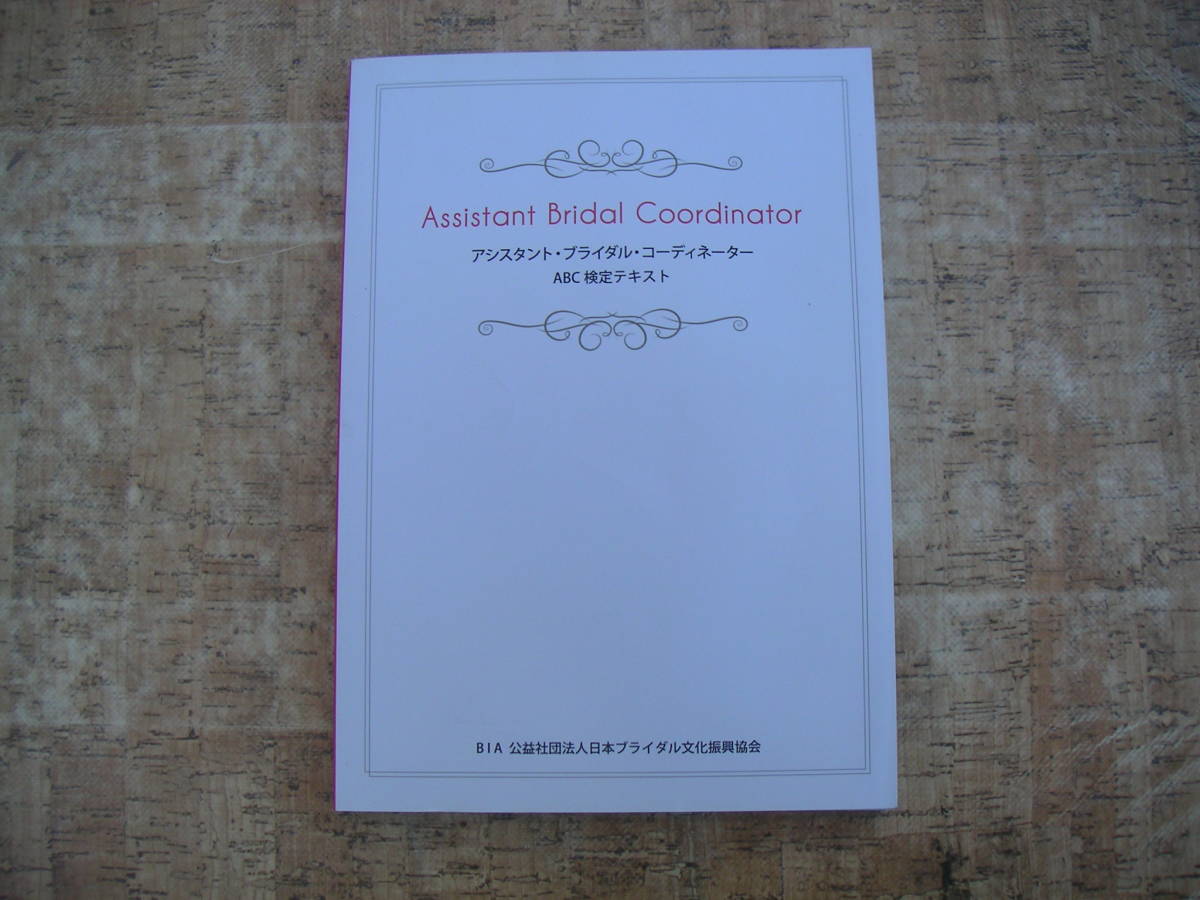 Assistant Bridal Coordinator
アシスタント・ブライダル・コーディネーター
ABC 検定テキスト
BIA 公益社団法人日本ブライダル文化振興協会